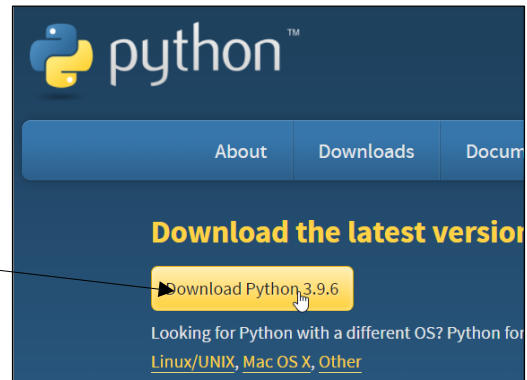 python™
About Downloads Docum
Download the latest version
Download Python 3.9.6
Looking for Python with a different OS? Python for
Linux/UNIX, Mac OS X, Other